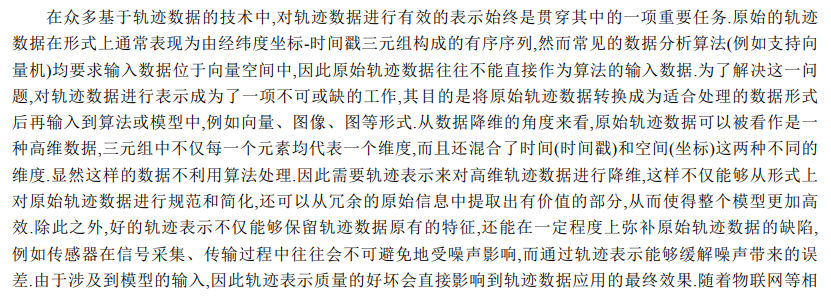 在众多基于轨迹数据的技术中,对轨迹数据进行有效的表示始终是贯穿其中的一项重要任务.原始的轨迹
数据在形式上通常表现为由经纬度坐标-时间戳三元组构成的有序序列,然而常见的数据分析算法(例如支持向
量机)均要求输入数据位于向量空间中,因此原始轨迹数据往往不能直接作为算法的输入数据.为了解决这一问
题,对轨迹数据进行表示成为了一项不可或缺的工作,其目的是将原始轨迹数据转换成为适合处理的数据形式
后再输入到算法或模型中,例如向量、图像、图等形式.从数据降维的角度来看,原始轨迹数据可以被看作是一
种高维数据,三元组中不仅每一个元素均代表一个维度,而且还混合了时间(时间戳)和空间(坐标)这两种不同的
维度.显然这样的数据不利用算法处理.因此需要轨迹表示来对高维轨迹数据进行降维,这样不仅能够从形式上
对原始轨迹数据进行规范和简化,还可以从冗余的原始信息中提取出有价值的部分,从而使得整个模型更加高
效.除此之外,好的轨迹表示不仅能够保留轨迹数据原有的特征,还能在一定程度上弥补原始轨迹数据的缺陷,
例如传感器在信号采集、传输过程中往往会不可避免地受噪声影响,而通过轨迹表示能够缓解噪声带来的误
差.由于涉及到模型的输入,因此轨迹表示质量的好坏会直接影响到轨迹数据应用的最终效果.随着物联网等相